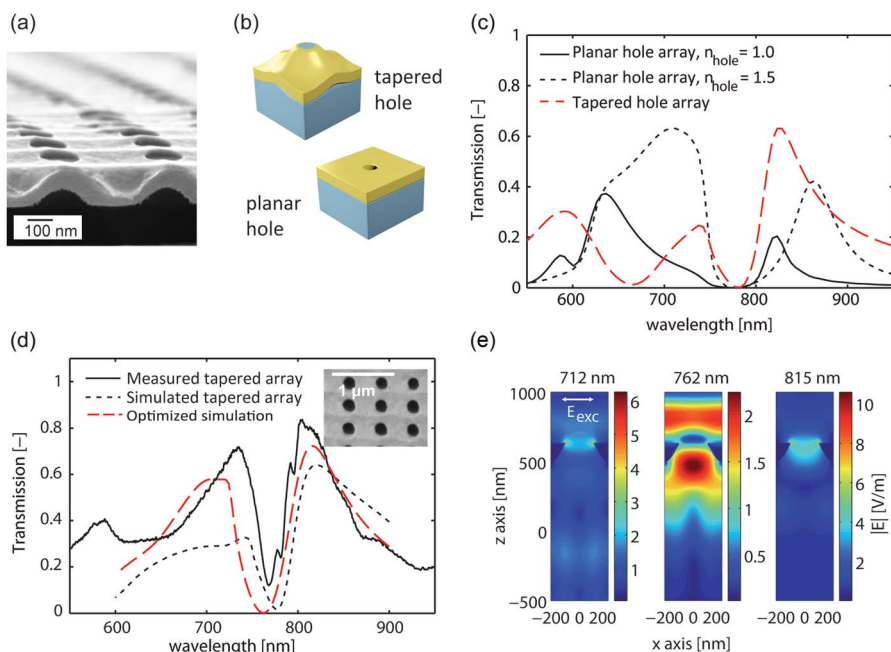 (a)
100 nm
(b)
tapered
hole
planar
hole
(c)
Transmission [–]
1
0.8
0.6
0.4
0.2
0
Planar hole array, nhole= 1.0
Planar hole array, nhole= 1.5
Tapered hole array
600
700
800
900
wavelength [nm]
(d)
Transmission [–]
1
0.8
0.6
0.4
0.2
0
Measured tapered array
Simulated tapered array
Optimized simulation
1 µm
600
700
800
900
wavelength [nm]
(e)
712 nm
762 nm
815 nm
z axis [nm]
1000
500
0
−500
Eexc
6
5
4
3
2
1
2
1.5
1
0.5
10
8
6
4
2
|E| [V/m]
−200 0 200
−200 0 200
−200 0 200
x axis [nm]